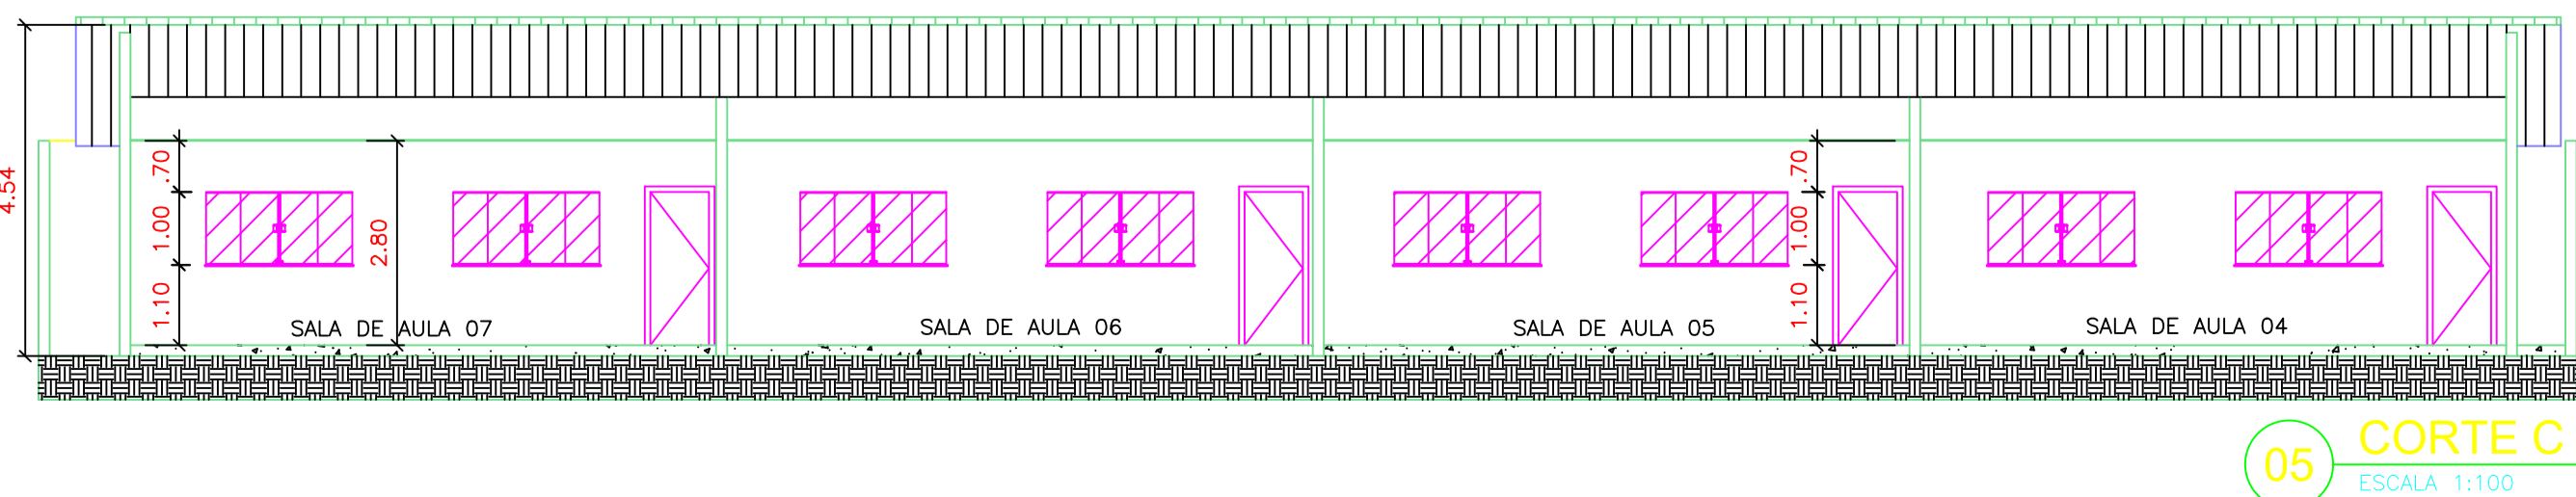 4.54
.70
1.00
1.10
2.80
.70
1.00
1.10
SALA DE AULA 07
SALA DE AULA 06
SALA DE AULA 05
SALA DE AULA 04
05
CORTE C
ESCALA 1:100